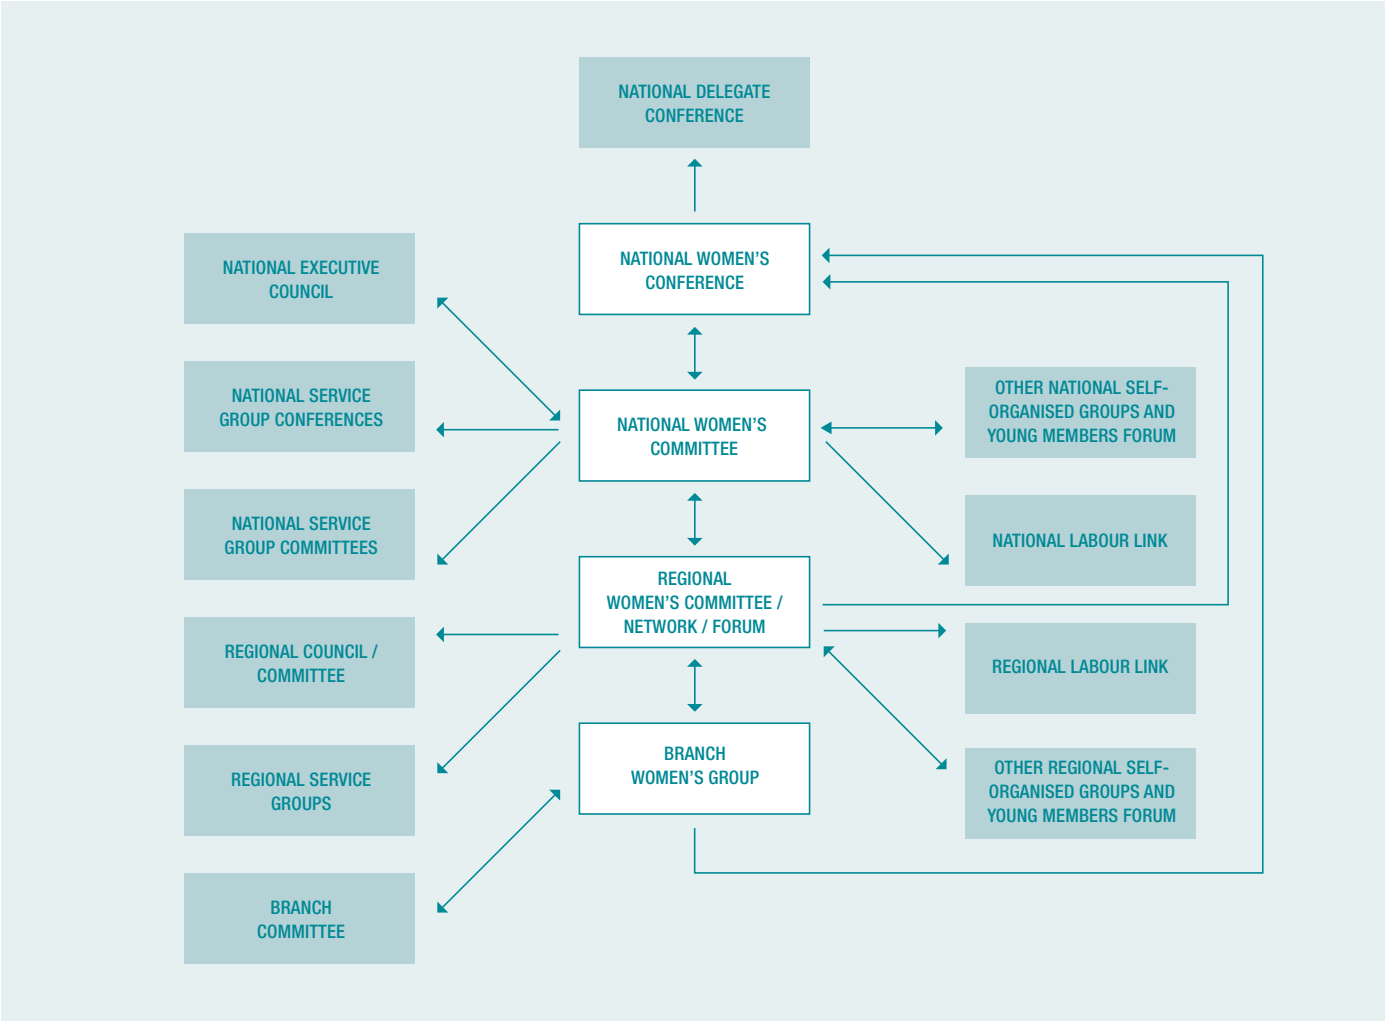 NATIONAL DELEGATE
CONFERENCE
NATIONAL WOMEN'S
CONFERENCE
NATIONAL EXECUTIVE
COUNCIL
NATIONAL SERVICE
GROUP CONFERENCES
NATIONAL WOMEN'S
COMMITTEE
OTHER NATIONAL SELF-
ORGANISED GROUPS AND
YOUNG MEMBERS FORUM
NATIONAL SERVICE
GROUP COMMITTEES
NATIONAL LABOUR LINK
REGIONAL
WOMEN'S COMMITTEE /
NETWORK / FORUM
REGIONAL COUNCIL /
COMMITTEE
REGIONAL LABOUR LINK
REGIONAL SERVICE
GROUPS
BRANCH
WOMEN'S GROUP
OTHER REGIONAL SELF-
ORGANISED GROUPS AND
YOUNG MEMBERS FORUM
BRANCH
COMMITTEE